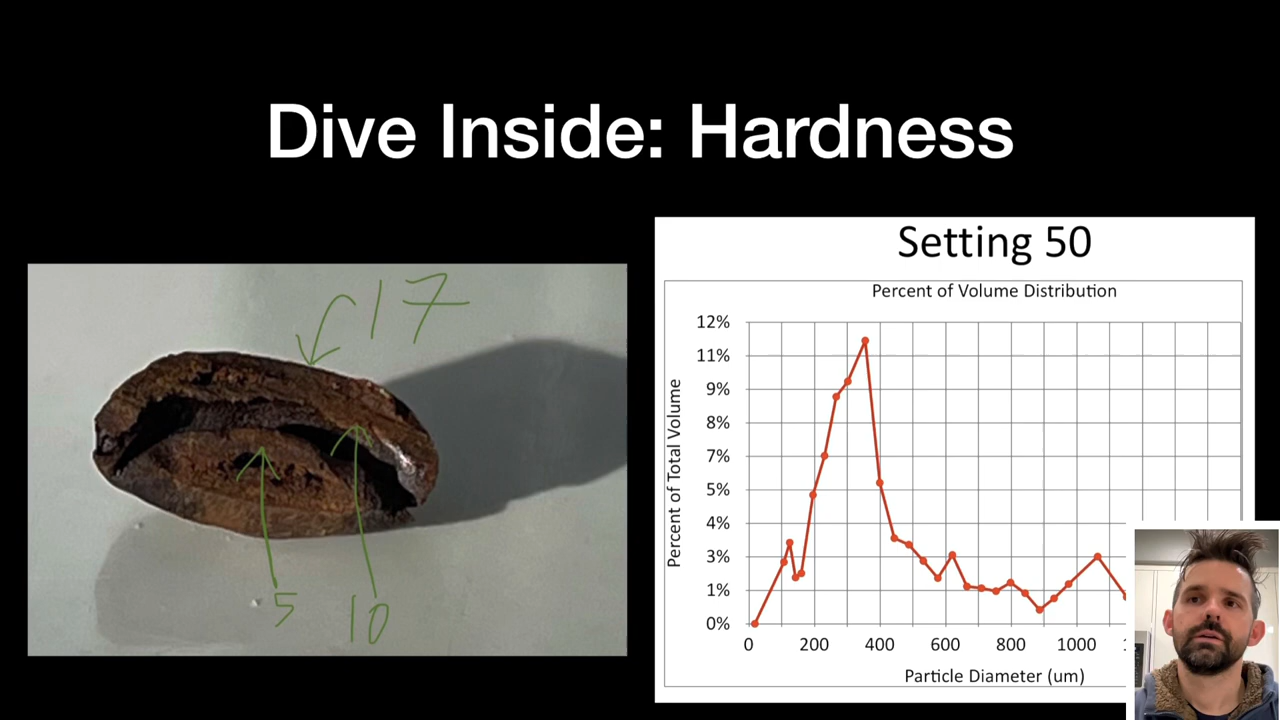 Dive Inside: Hardness
17
5
10
Setting 50
Percent of Volume Distribution
Percent of Total Volume
12%
11%
9%
8%
7%
5%
4%
3%
1%
0%
0 200 400 600 800 1000
Particle Diameter (um)